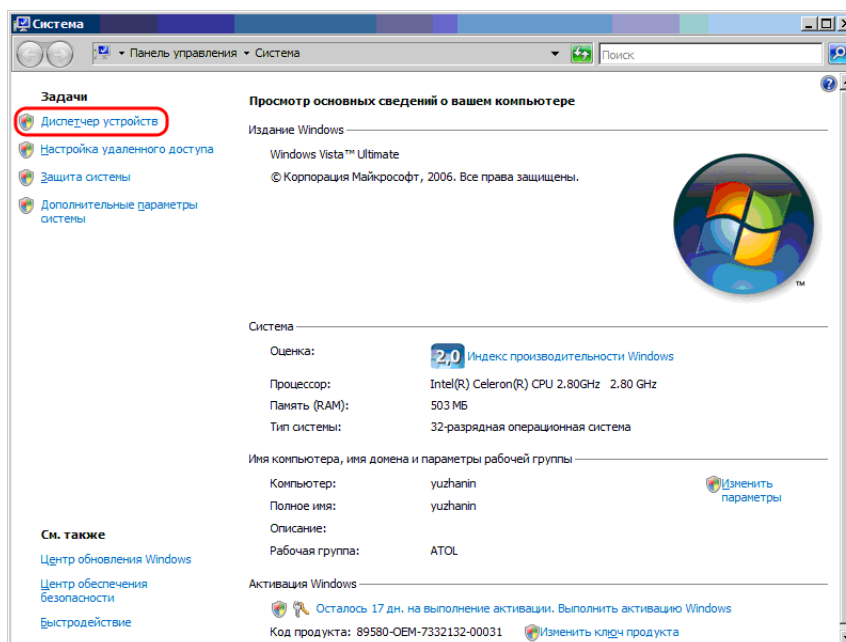 Система
Панель управления Система
Поиск
Задачи
Диспетчер устройств
Настройка удаленного доступа
Защита системы
Дополнительные параметры
системы
Просмотр основных сведений о вашем компьютере
Издание Windows
Windows Vista™ Ultimate
© Корпорация Майкрософт, 2006. Все права защищены.
TM
Система
Оценка: 2,0 Индекс производительности Windows
Процессор: Intel(R) Celeron(R) CPU 2.80GHz 2.80 GHz
Память (RAM): 503 МБ
Тип системы: 32-разрядная операционная система
Имя компьютера, имя домена и параметры рабочей группы
Компьютер: yuzhanin
Изменить
параметры
Полное имя: yuzhanin
Описание:
Рабочая группа: ATOL
См. также
Центр обновления Windows
Центр обеспечения
безопасности
Быстродействие
Активация Windows
Осталось 17 дн. на выполнение активации. Выполнить активацию Windows
Код продукта: 89580-OEM-7332132-00031 Изменить ключ продукта